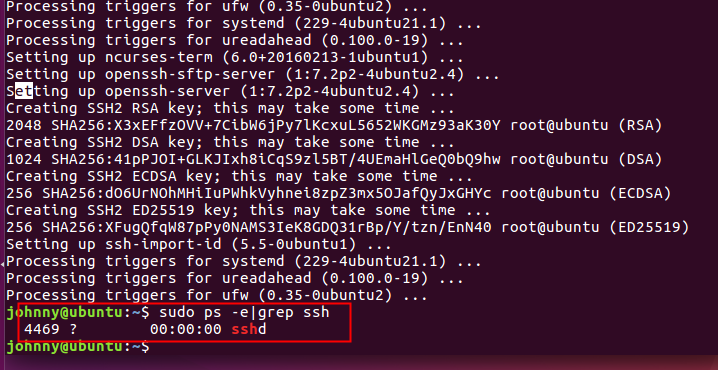 Processing triggers for ufw (0.35-0ubuntu2) ...
Processing triggers for systemd (229-4ubuntu21.1) ...
Processing triggers for ureadahead (0.100.0-19) ...
Setting up ncurses-term (6.0+20160213-1ubuntu1) ...
Setting up openssh-sftp-server (1:7.2p2-4ubuntu2.4) ...
Setting up openssh-server (1:7.2p2-4ubuntu2.4) ...
Creating SSH2 RSA key; this may take some time ...
2048 SHA256:X3xEFfzOVV+7CibW6jPy7lKcxuL5652WKGMz93aK30Y root@ubuntu (RSA)
Creating SSH2 DSA key; this may take some time ...
1024 SHA256:41pPJOI+GLKJIxh8iCqS9zl5BT/4UEmaHlGeQ0bQ9hw root@ubuntu (DSA)
Creating SSH2 ECDSA key; this may take some time ...
256 SHA256:dO6UrNOhMHiIuPWhkVyhnei8zpZ3mx5OJafQyJxGHYc root@ubuntu (ECDSA)
Creating SSH2 ED25519 key; this may take some time ...
256 SHA256:XFugQfqW87pPy0NAMS3IeK8GDQ31rBp/Y/tzn/EnN40 root@ubuntu (ED25519)
Setting up ssh-import-id (5.5-0ubuntu1) ...
Processing triggers for systemd (229-4ubuntu21.1) ...
Processing triggers for ureadahead (0.100.0-19) ...
Processing triggers for ufw (0.35-0ubuntu2) ...
johnny@ubuntu:~$ sudo ps -e|grep ssh
4469 ? 00:00:00 sshd
johnny@ubuntu:~$